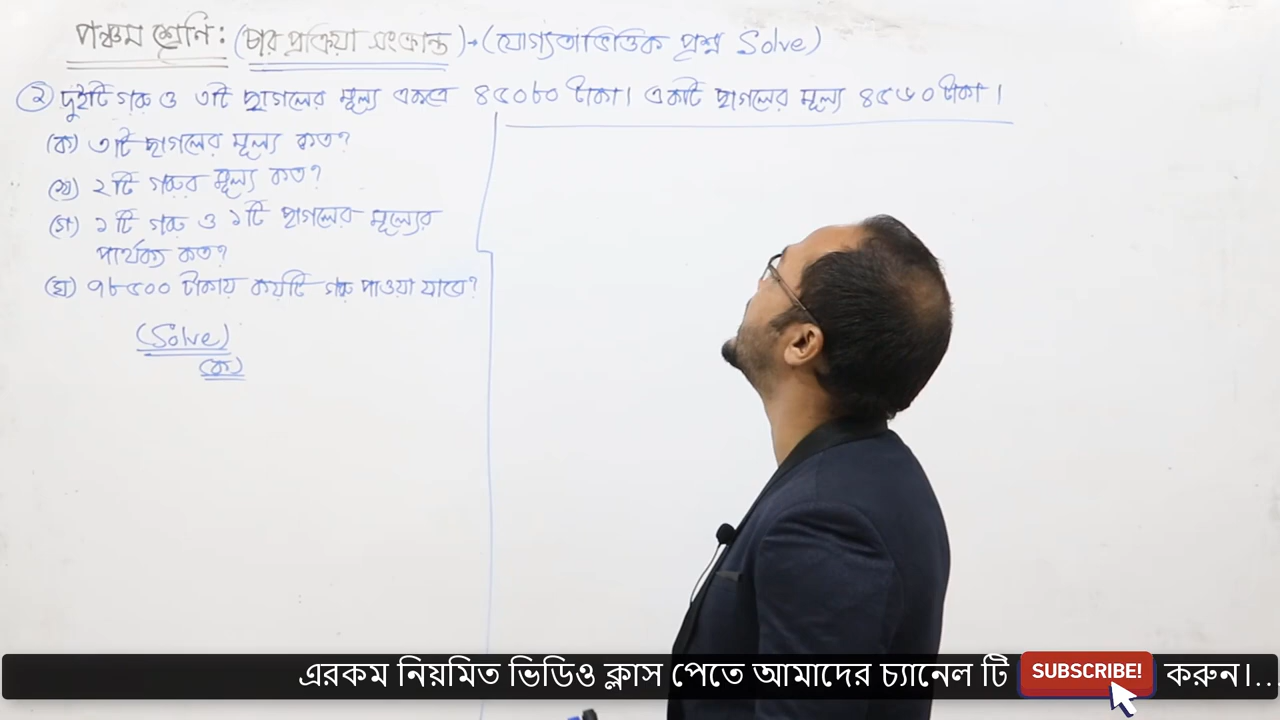 পঞ্চম শ্রেণি: (চার প্রক্রিয়া সংক্রান্ত)→(যোগ্যতাভিত্তিক প্রশ্ন Solve)
২ দুইটি গরু ও ৩টি ছাগলের মূল্য একত্রে ৪৫০৮০ টাকা। একটি ছাগলের মূল্য ৪৫৬০ টাকা।
(ক) ৩টি ছাগলের মূল্য কত?
(খ) ২টি গরুর মূল্য কত?
(গ) ১টি গরু ও ১টি ছাগলের মূল্যের
পার্থক্য কত?
(ঘ) ৭৮৫০০ টাকায় কয়টি গরু পাওয়া যাবে?
(Solve)
(ক)
এরকম নিয়মিত ভিডিও ক্লাস পেতে আমাদের চ্যানেল টি SUBSCRIBE! করুন।...